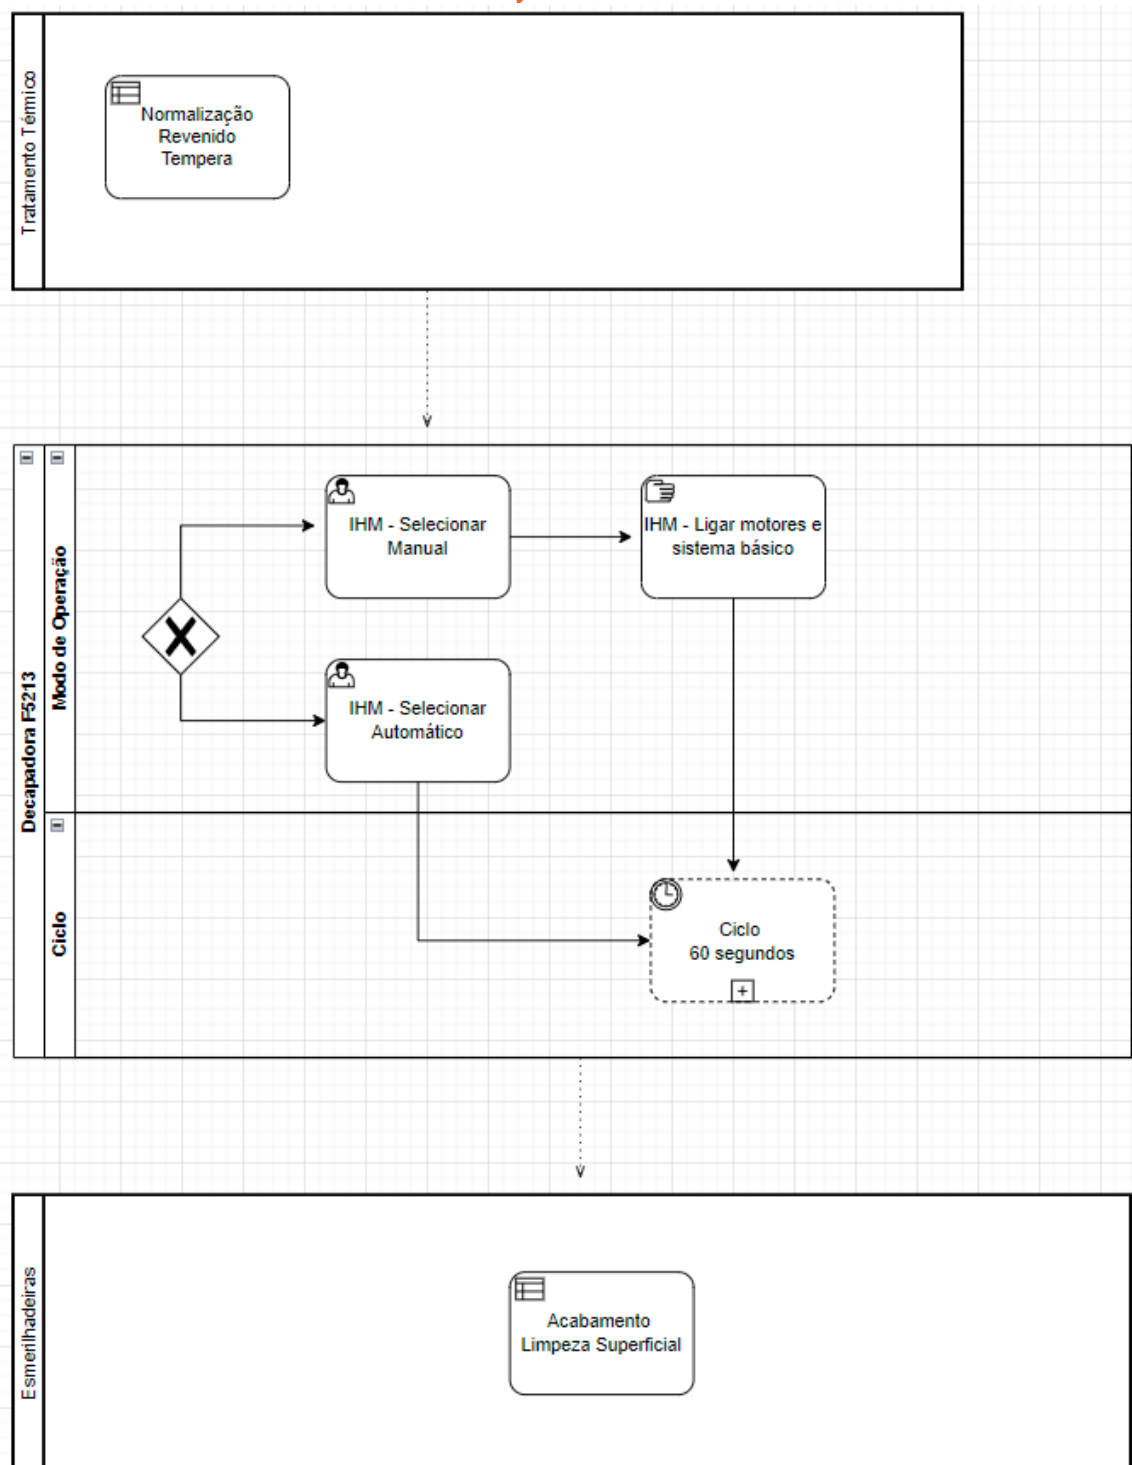 Tratamento Térmico
Normalização
Revenido
Tempera
Decapadora F5213
Modo de Operação
IHM - Selecionar
Manual
IHM - Ligar motores e
sistema básico
IHM - Selecionar
Automático
Ciclo
Ciclo
60 segundos
Esmerilhadeiras
Acabamento
Limpeza Superficial